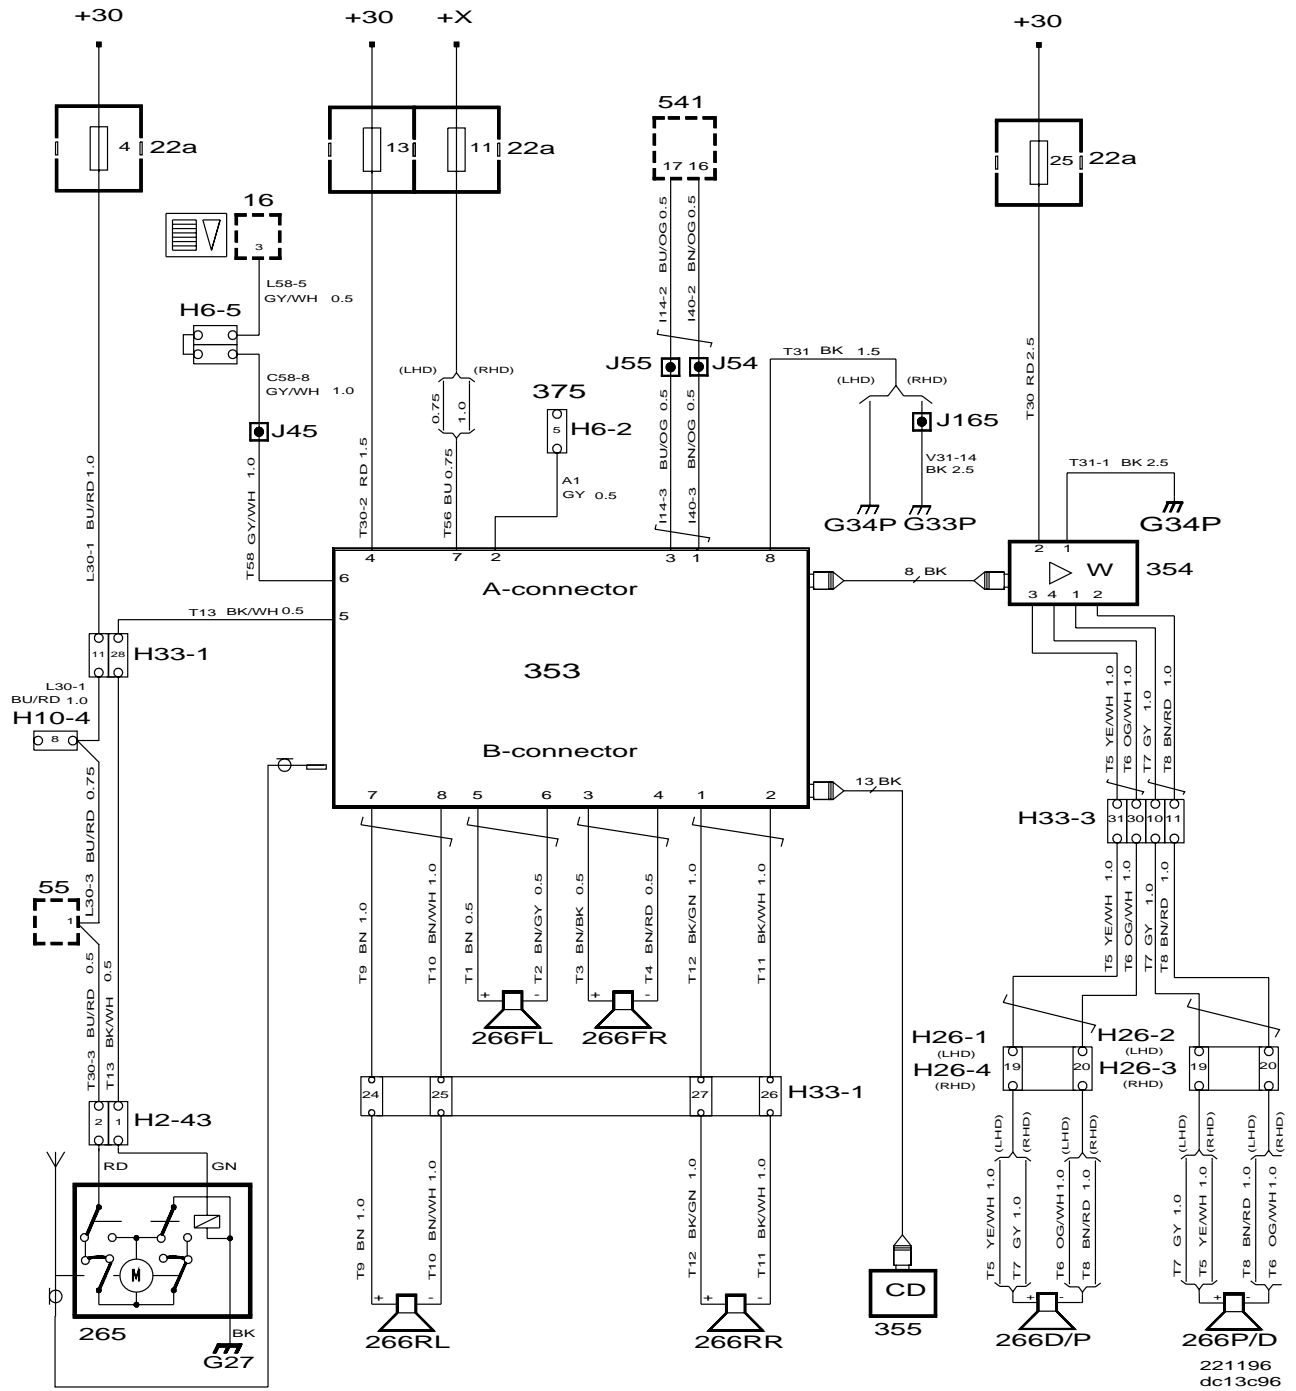 +30
+30
+X
+30
4
22a
13
11
22a
541
17 16
25
22a
16
3
L58-5
GY/WH 0.5
H6-5
C58-8
GY/WH 1.0
J45
(LHD)
(RHD)
0.75
1.0
375
5
H6-2
A1
GY 0.5
I14-2 BU/OG 0.5
I40-2 BN/OG 0.5
J55
J54
I14-3 BU/OG 0.5
I40-3 BN/OG 0.5
T31 BK 1.5
(LHD)
(RHD)
J165
V31-14
BK 2.5
G34P
G33P
T30 RD 2.5
T31-1 BK 2.5
G34P
L30-1 BU/RD 1.0
T58 GY/WH 1.0
T30-2 RD 1.5
T56 BU 0.75
4
7
2
3
1
8
6
5
A-connector
353
B-connector
8 BK
2
1
W
354
3
4
1
2
T13 BK/WH 0.5
11
28
H33-1
L30-1
BU/RD 1.0
H10-4
8
L30-3 BU/RD 0.75
55
1
T30-3 BU/RD 0.5
T13 BK/WH 0.5
7
8
5
6
3
4
1
2
13 BK
T5 YE/WH 1.0
T6 OG/WH 1.0
T7 GY 1.0
T8 BN/RD 1.0
H33-3
31
30
10
11
T5 YE/WH 1.0
T6 OG/WH 1.0
T7 GY 1.0
T8 BN/RD 1.0
T9 BN 1.0
T10 BN/WH 1.0
T1 BN 0.5
T2 BN/GY 0.5
T3 BN/BK 0.5
T4 BN/RD 0.5
T12 BK/GN 1.0
T11 BK/WH 1.0
+
-
+
-
266FL
266FR
24
25
27
26
H33-1
H26-1
(LHD)
H26-4
(RHD)
19
20
H26-2
(LHD)
H26-3
(RHD)
19
20
2
1
H2-43
RD
GN
M
265
BK
G27
T9 BN 1.0
T10 BN/WH 1.0
T12 BK/GN 1.0
T11 BK/WH 1.0
+
-
266RL
+
-
266RR
CD
355
(LHD)
(RHD)
(LHD)
(RHD)
(LHD)
(RHD)
(LHD)
(RHD)
T5 YE/WH 1.0
T7 GY 1.0
T6 OG/WH 1.0
T8 BN/RD 1.0
T7 GY 1.0
T5 YE/WH 1.0
T8 BN/RD 1.0
T6 OG/WH 1.0
+
-
266D/P
+
-
266P/D
221196
dc13c96